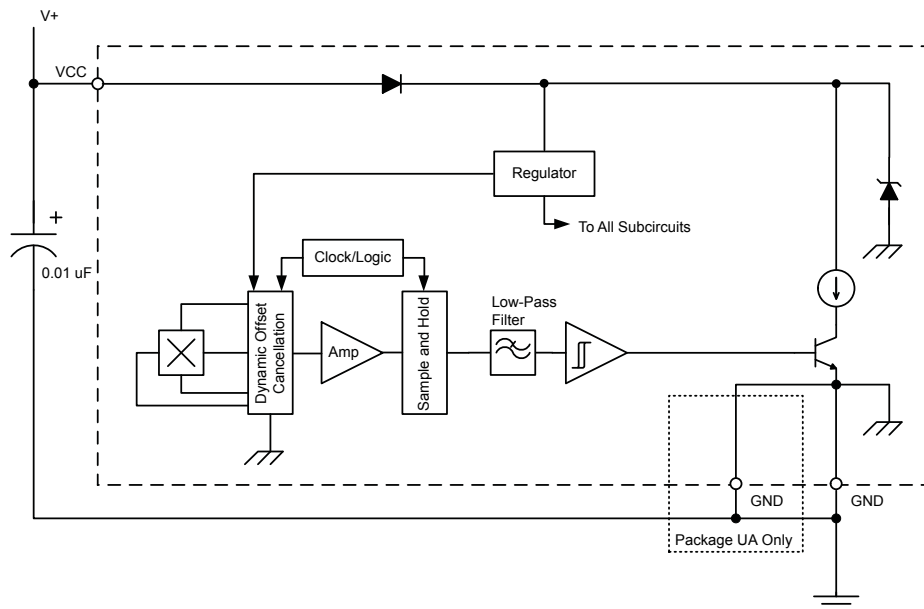 V+
VCC
Regulator
To All Subcircuits
+
0.01 uF
Clock/Logic
Dynamic Offset
Cancellation
Amp
Sample and Hold
Low-Pass
Filter
GND
GND
Package UA Only